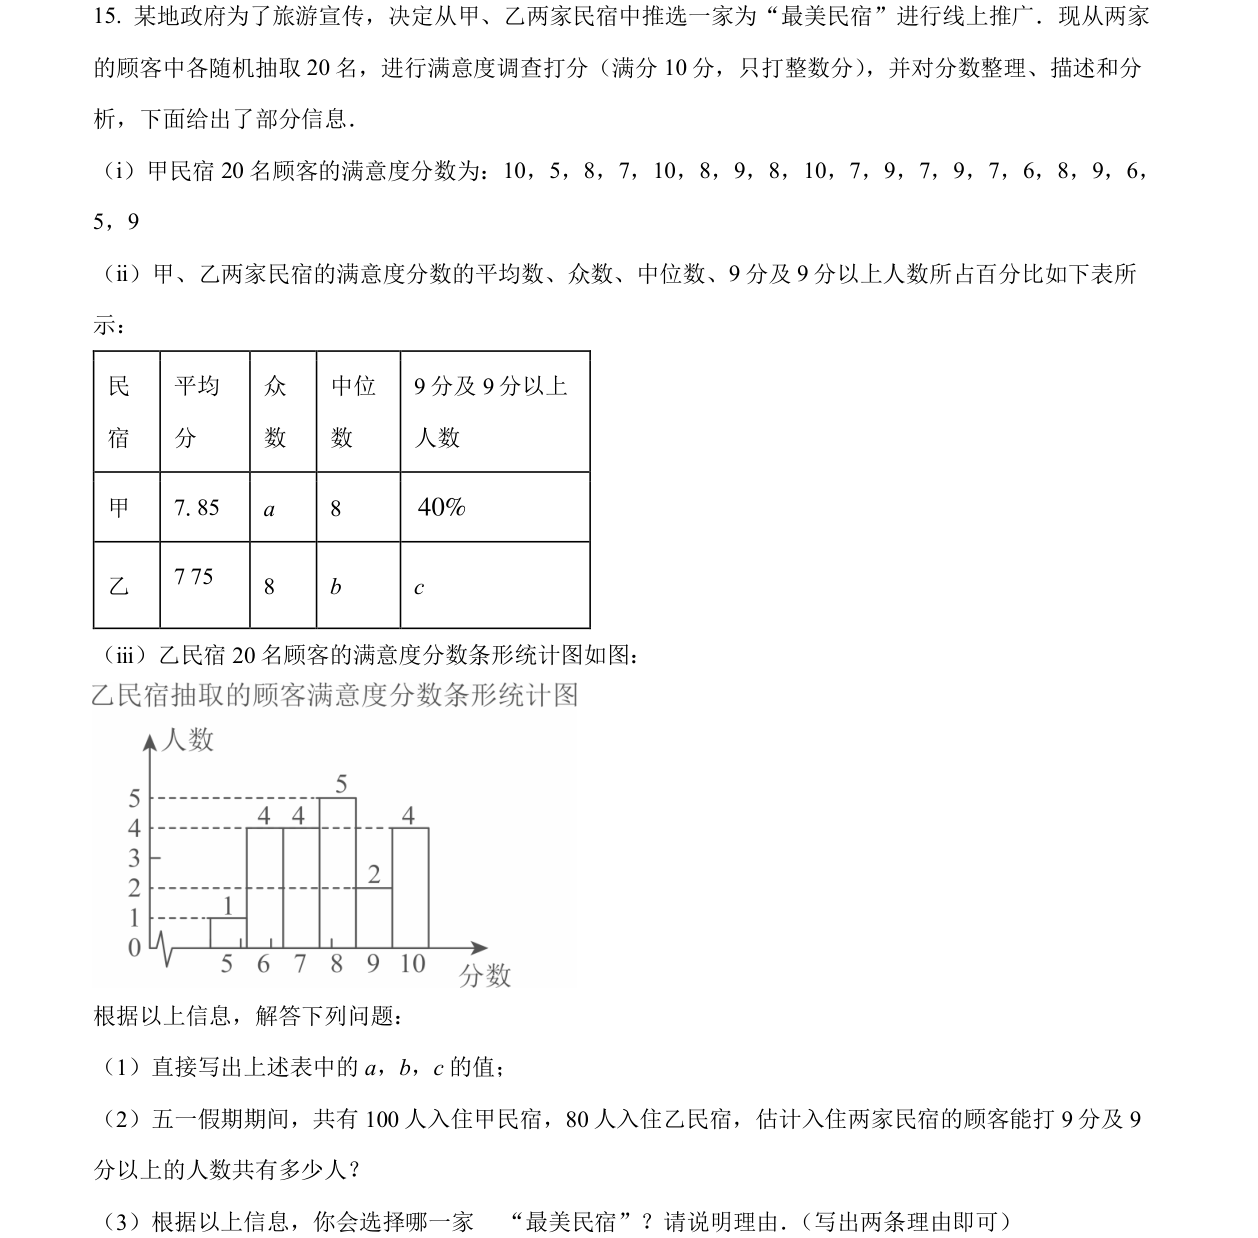 15. 某地政府为了旅游宣传，决定从甲、乙两家民宿中推选一家为“最美民宿”进行线上推广．现从两家
的顾客中各随机抽取 20 名，进行满意度调查打分（满分 10 分，只打整数分），并对分数整理、描述和分
析，下面给出了部分信息．
（i）甲民宿 20 名顾客的满意度分数为：10，5，8，7，10，8，9，8，10，7，9，7，9，7，6，8，9，6，
5，9
（ii）甲、乙两家民宿的满意度分数的平均数、众数、中位数、9 分及 9 分以上人数所占百分比如下表所
示：
民 平均 众 中位 9 分及 9 分以上
宿 分 数 数 人数
甲 7.85 a 8 40%
乙 7 75 8 b c
（iii）乙民宿 20 名顾客的满意度分数条形统计图如图：
乙民宿抽取的顾客满意度分数条形统计图
人数
5
5
4 4 4
4
3
2
2
1
1
0
5 6 7 8 9 10
分数
根据以上信息，解答下列问题：
（1）直接写出上述表中的 a，b，c 的值；
（2）五一假期期间，共有 100 人入住甲民宿，80 人入住乙民宿，估计入住两家民宿的顾客能打 9 分及 9
分以上的人数共有多少人？
（3）根据以上信息，你会选择哪一家 “最美民宿”？请说明理由．（写出两条理由即可）